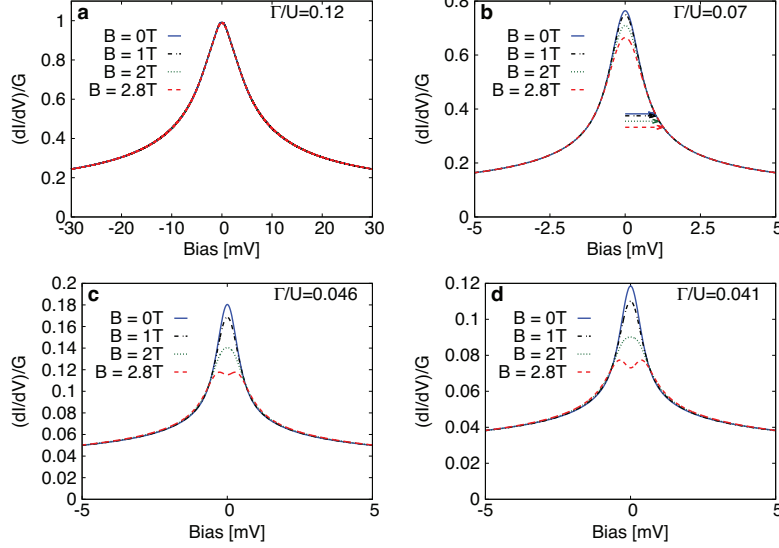 a
Γ/U=0.12
B = 0T
B = 1T
B = 2T
B = 2.8T
(dI/dV)/G
1
0.8
0.6
0.4
0.2
0
-30 -20 -10 0 10 20 30
Bias [mV]
b
Γ/U=0.07
B = 0T
B = 1T
B = 2T
B = 2.8T
(dI/dV)/G
0.8
0.6
0.4
0.2
0
-5 -2.5 0 2.5 5
Bias [mV]
c
Γ/U=0.046
B = 0T
B = 1T
B = 2T
B = 2.8T
(dI/dV)/G
0.2
0.18
0.16
0.14
0.12
0.1
0.08
0.06
0.04
0.02
0
-5 0 5
Bias [mV]
d
Γ/U=0.041
B = 0T
B = 1T
B = 2T
B = 2.8T
(dI/dV)/G
0.12
0.10
0.08
0.06
0.04
0.02
0
-5 0 5
Bias [mV]